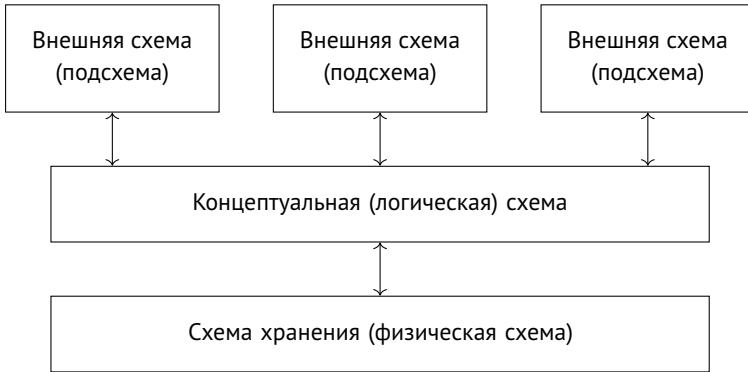 Внешняя схема
(подсхема)
Внешняя схема
(подсхема)
Внешняя схема
(подсхема)
Концептуальная (логическая) схема
Схема хранения (физическая схема)